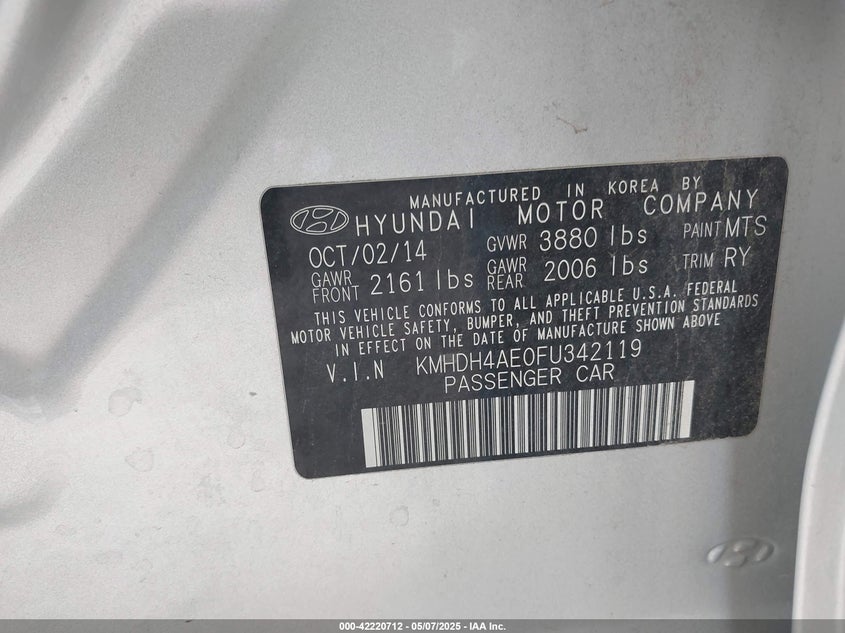 MANUFACTURED IN KOREA BY
HYUNDAI MOTOR COMPANY
OCT/02/14 GVWR 3880 lbs PAINT MTS
GAWR FRONT 2161 lbs GAWR REAR 2006 lbs TRIM RY
THIS VEHICLE CONFORMS TO ALL APPLICABLE U.S.A. FEDERAL
MOTOR VEHICLE SAFETY, BUMPER, AND THEFT PREVENTION STANDARDS
IN EFFECT ON THE DATE OF MANUFACTURE SHOWN ABOVE
V.I.N KMHDH4AE0FU342119
PASSENGER CAR
000-42220712 - 05/07/2025 - IAA Inc.